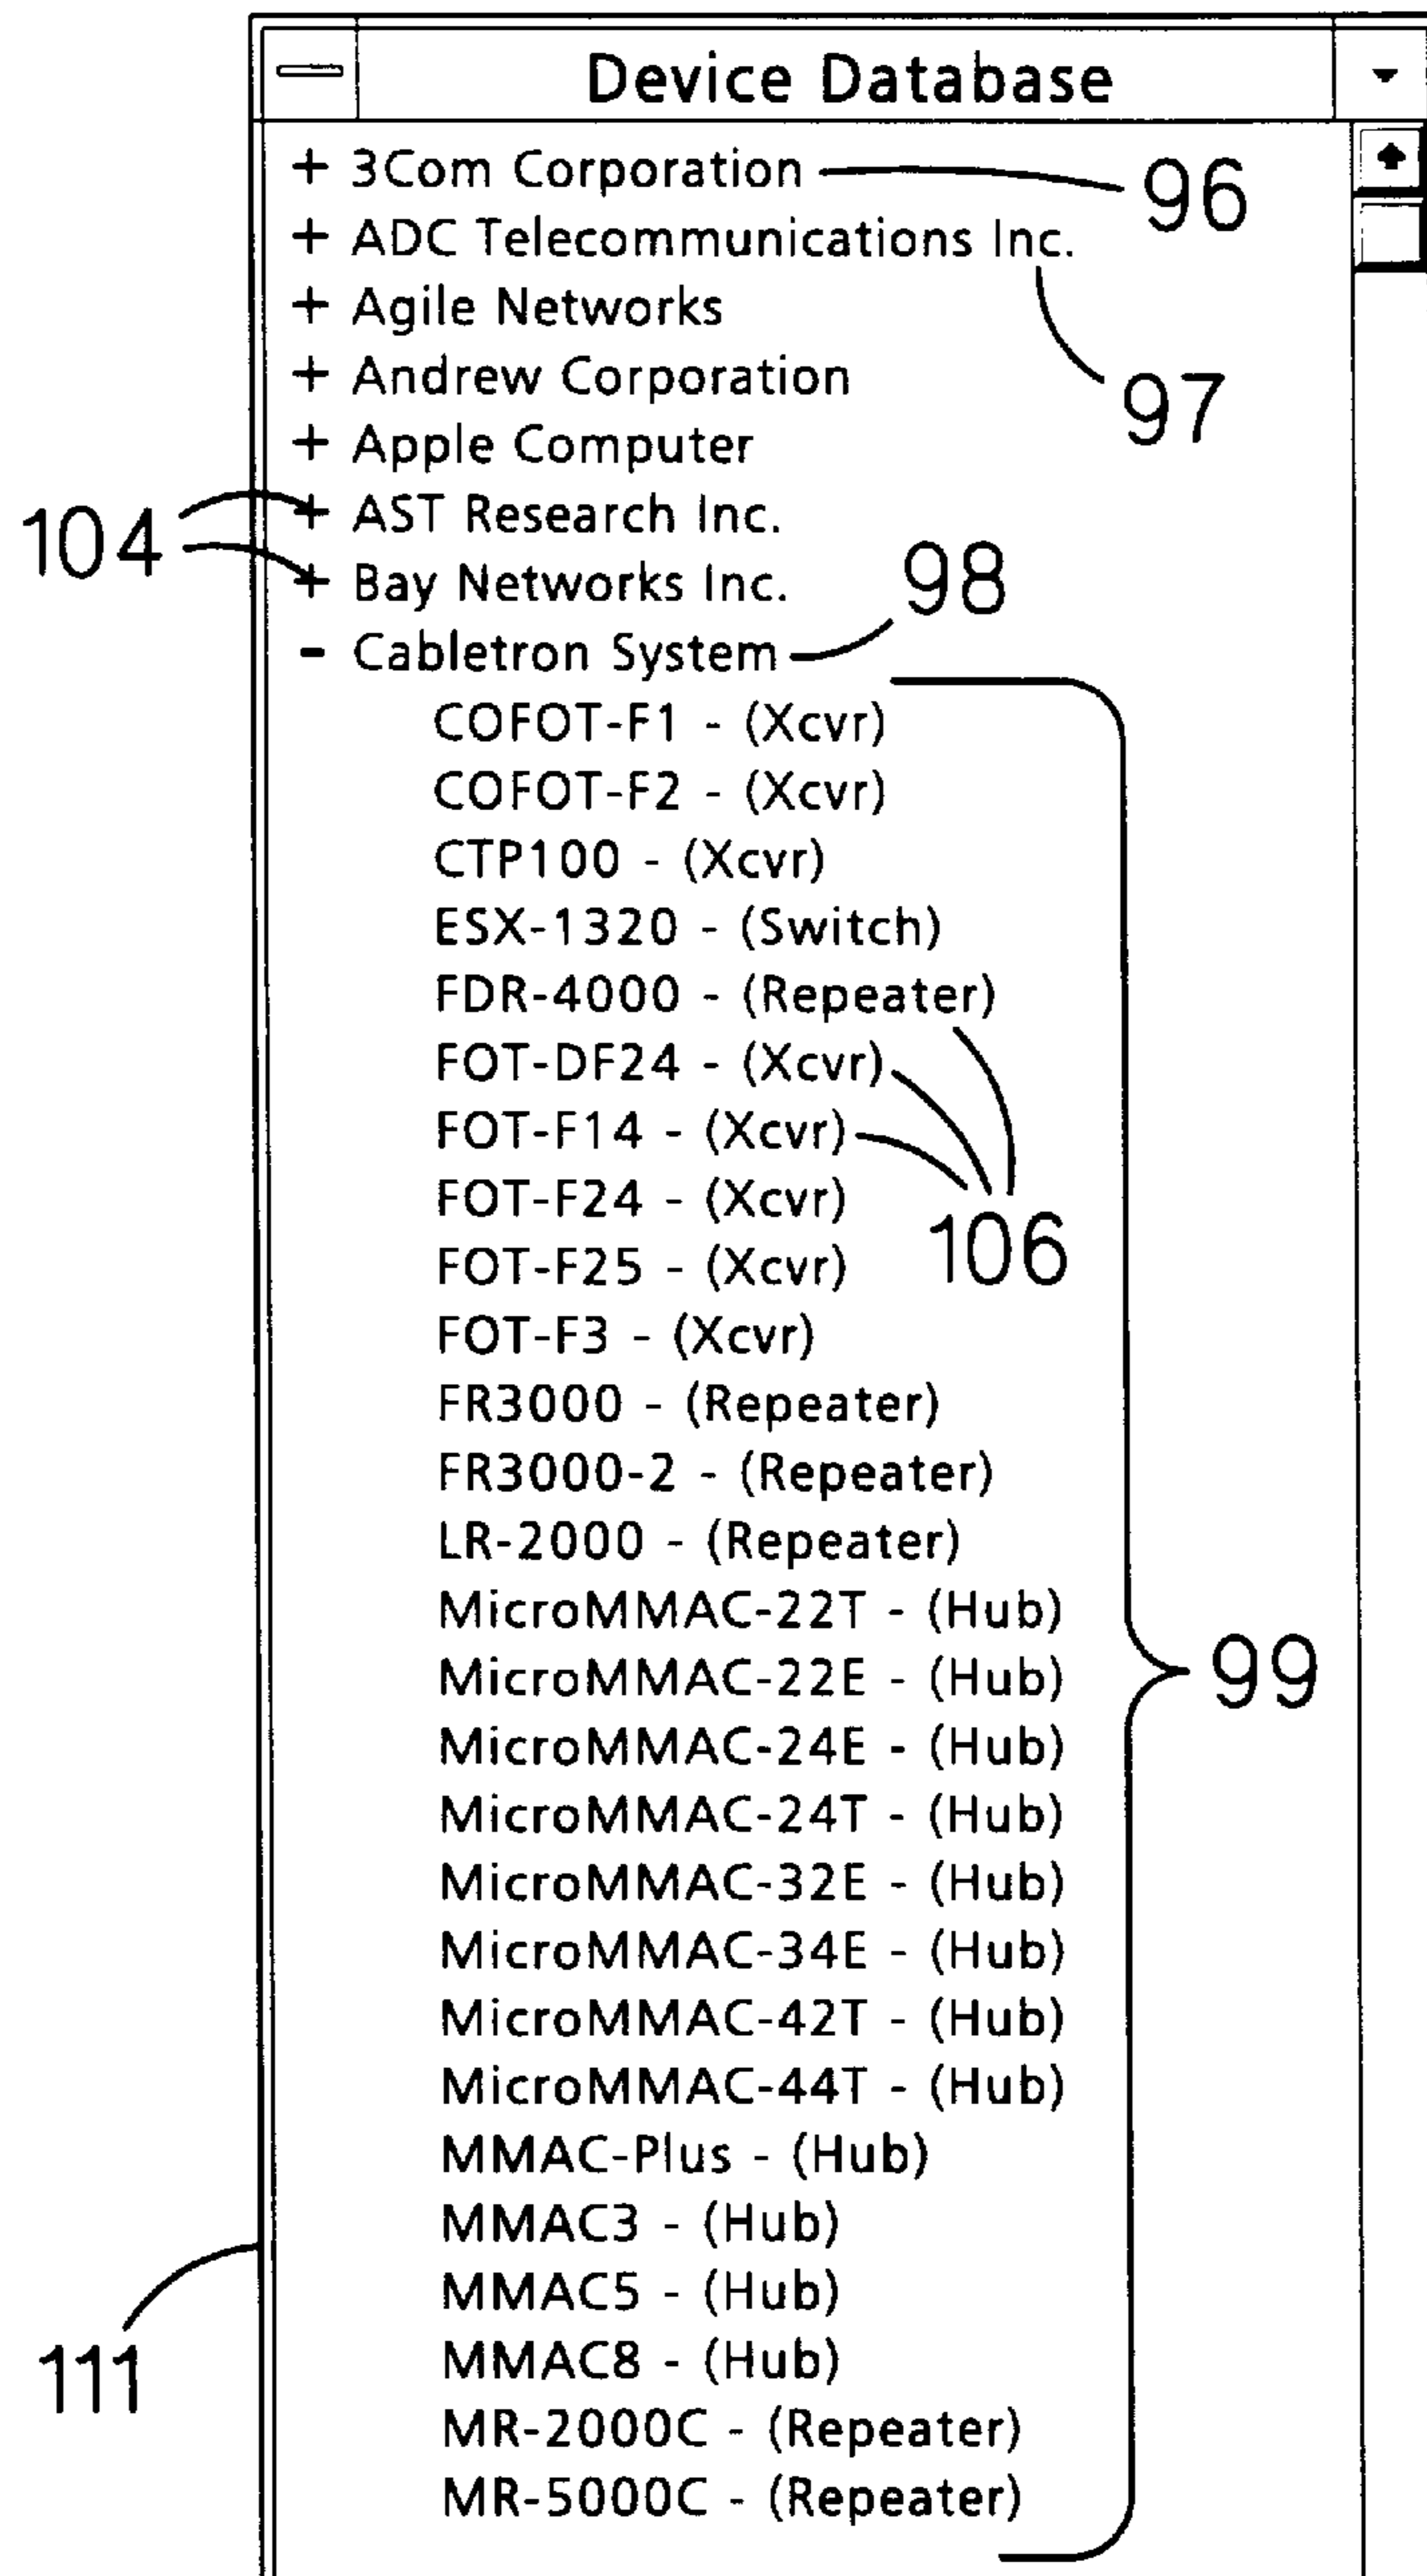 Device Database
+ 3Com Corporation 96
+ ADC Telecommunications Inc.
+ Agile Networks
+ Andrew Corporation 97
+ Apple Computer
+ AST Research Inc.
104
+ Bay Networks Inc. 98
- Cabletron System
COFOT-F1 - (Xcvr)
COFOT-F2 - (Xcvr)
CTP100 - (Xcvr)
ESX-1320 - (Switch)
FDR-4000 - (Repeater)
FOT-DF24 - (Xcvr)
FOT-F14 - (Xcvr)
FOT-F24 - (Xcvr)
106
FOT-F25 - (Xcvr)
FOT-F3 - (Xcvr)
FR3000 - (Repeater)
FR3000-2 - (Repeater)
LR-2000 - (Repeater)
MicroMMAC-22T - (Hub)
MicroMMAC-22E - (Hub) 99
MicroMMAC-24E - (Hub)
MicroMMAC-24T - (Hub)
MicroMMAC-32E - (Hub)
MicroMMAC-34E - (Hub)
MicroMMAC-42T - (Hub)
MicroMMAC-44T - (Hub)
MMAC-Plus - (Hub)
MMAC3 - (Hub)
MMAC5 - (Hub)
111 MMAC8 - (Hub)
MR-2000C - (Repeater)
MR-5000C - (Repeater)